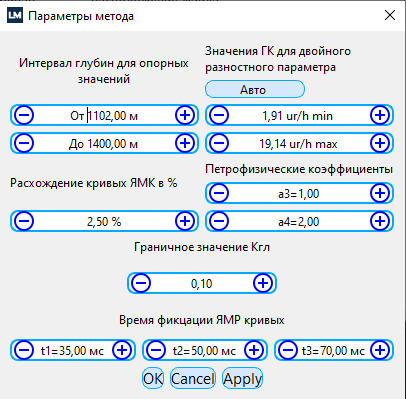 LM Параметры метода
Интервал глубин для опорных
значений
Значения ГК для двойного
разностного параметра
Авто
От 1102,00 м
1,91 ur/h min
До 1400,00 м
19,14 ur/h max
Расхождение кривых ЯМК в %
Петрофизические коэффициенты
a3=1,00
2,50 %
a4=2,00
Граничное значение Кгл
0,10
Время фикцации ЯМР кривых
t1=35,00 мс
t2=50,00 мс
t3=70,00 мс
OK Cancel Apply